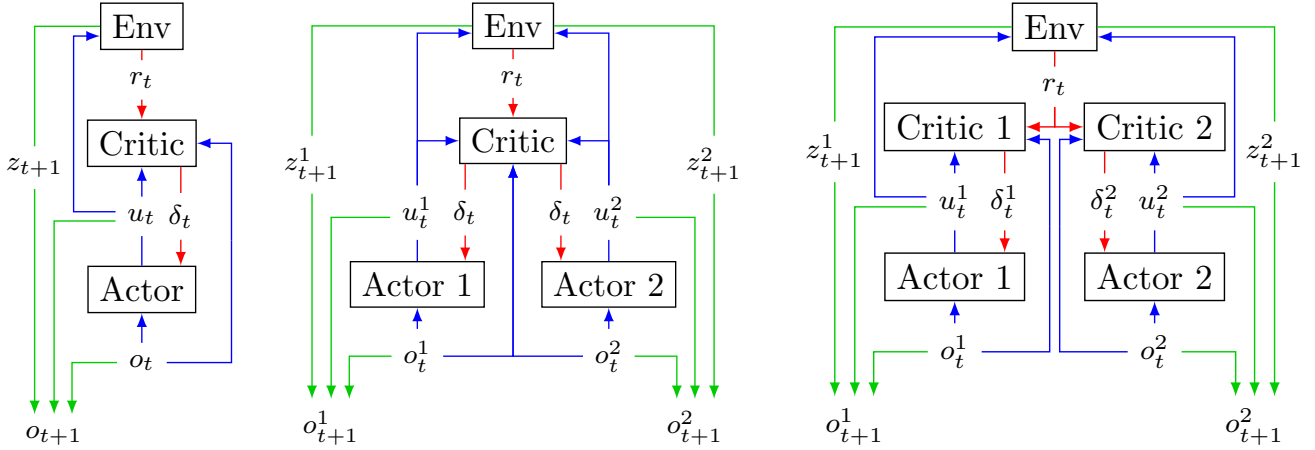 Env
r_t
Critic
z_{t+1}
u_t
δ_t
Actor
o_t
o_{t+1}
Env
r_t
Critic
z^1_{t+1}
z^2_{t+1}
u^1_t
δ_t
δ_t
u^2_t
Actor 1
Actor 2
o^1_t
o^2_t
o^1_{t+1}
o^2_{t+1}
Env
r_t
Critic 1
Critic 2
z^1_{t+1}
z^2_{t+1}
u^1_t
δ^1_t
δ^2_t
u^2_t
Actor 1
Actor 2
o^1_t
o^2_t
o^1_{t+1}
o^2_{t+1}